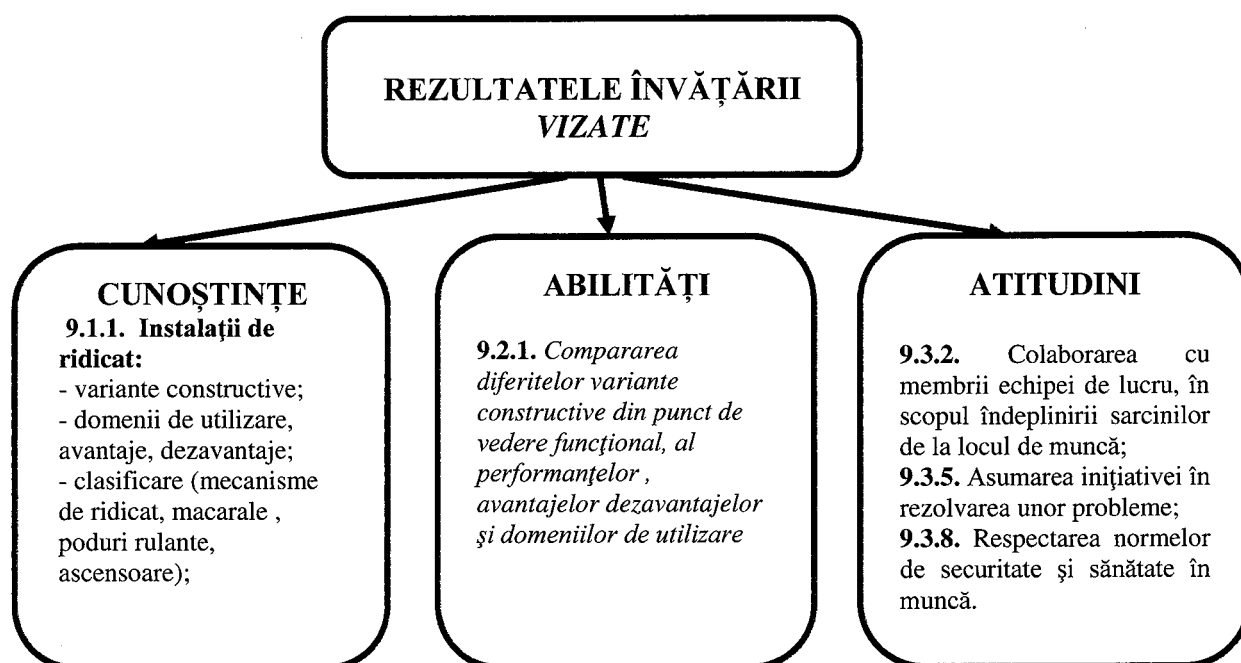 REZULTATELE ÎNVĂȚĂRII
VIZATE
CUNOȘTINȚE
9.1.1. Instalaţii de
ridicat:
- variante constructive;
- domenii de utilizare,
avantaje, dezavantaje;
- clasificare (mecanisme
de ridicat, macarale ,
poduri rulante,
ascensoare);
ABILITĂȚI
9.2.1. Compararea
diferitelor variante
constructive din punct de
vedere funcţional, al
performanţelor ,
avantajelor dezavantajelor
şi domeniilor de utilizare
ATITUDINI
9.3.2. Colaborarea cu
membrii echipei de lucru, în
scopul îndeplinirii sarcinilor
de la locul de muncă;
9.3.5. Asumarea iniţiativei în
rezolvarea unor probleme;
9.3.8. Respectarea normelor
de securitate şi sănătate în
muncă.